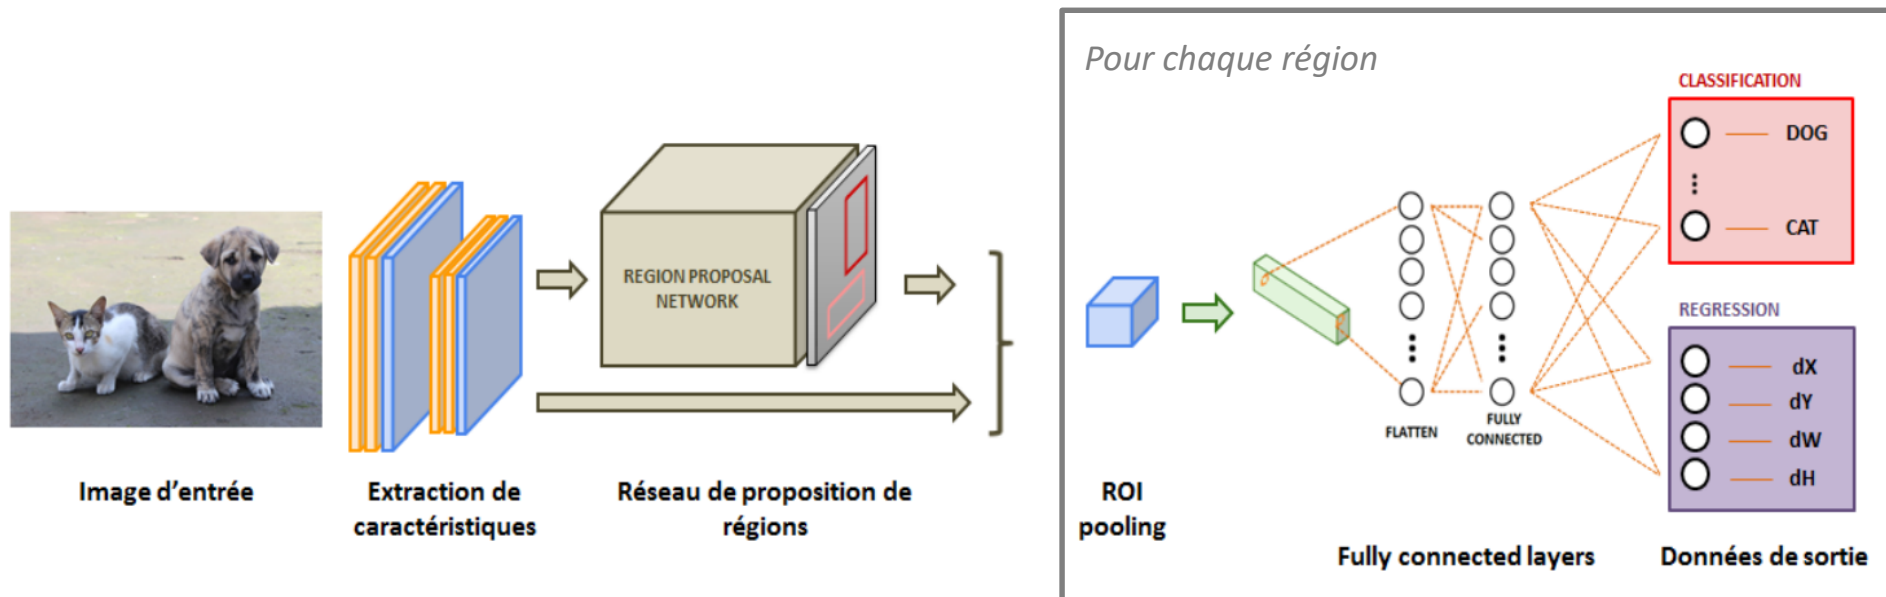 Pour chaque région
CLASSIFICATION
DOG
CAT
REGION PROPOSAL
NETWORK
REGRESSION
dX
dY
dW
dH
FLATTEN
FULLY
CONNECTED
Image d'entrée
Extraction de
caractéristiques
Réseau de proposition de
régions
ROI
pooling
Fully connected layers
Données de sortie